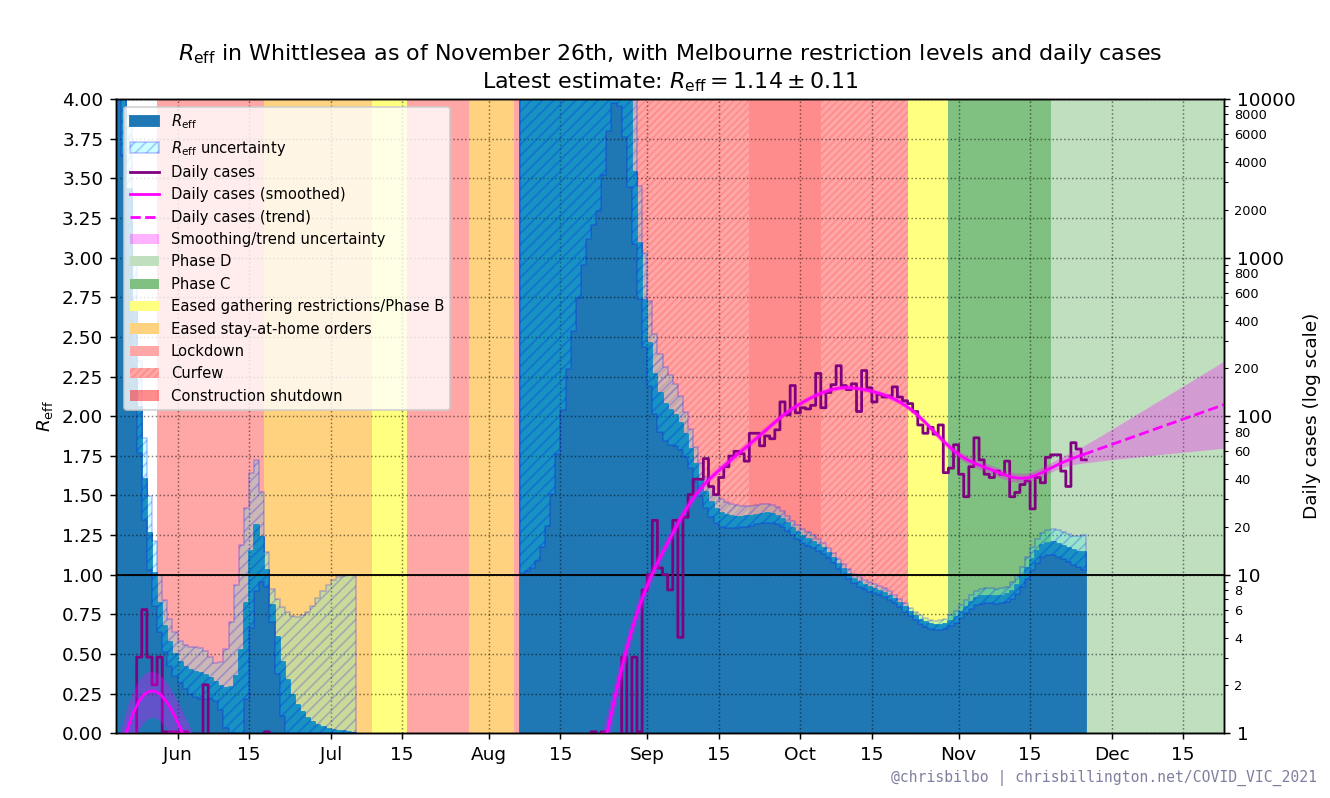 Reff in Whittlesea as of November 26th, with Melbourne restriction levels and daily cases
Latest estimate: Reff = 1.14 ± 0.11
4.00
3.75
3.50
3.25
3.00
2.75
2.50
2.25
2.00
1.75
1.50
1.25
1.00
0.75
0.50
0.25
0.00
Reff
Reff
Reff uncertainty
Daily cases
Daily cases (smoothed)
Daily cases (trend)
Smoothing/trend uncertainty
Phase D
Phase C
Eased gathering restrictions/Phase B
Eased stay-at-home orders
Lockdown
Curfew
Construction shutdown
10000
8000
6000
4000
2000
1000
800
600
400
200
100
80
60
40
20
10
8
6
4
2
1
Daily cases (log scale)
Jun 15 Jul 15 Aug 15 Sep 15 Oct 15 Nov 15 Dec 15
@chrisbilbo | chrisbillington.net/COVID_VIC_2021